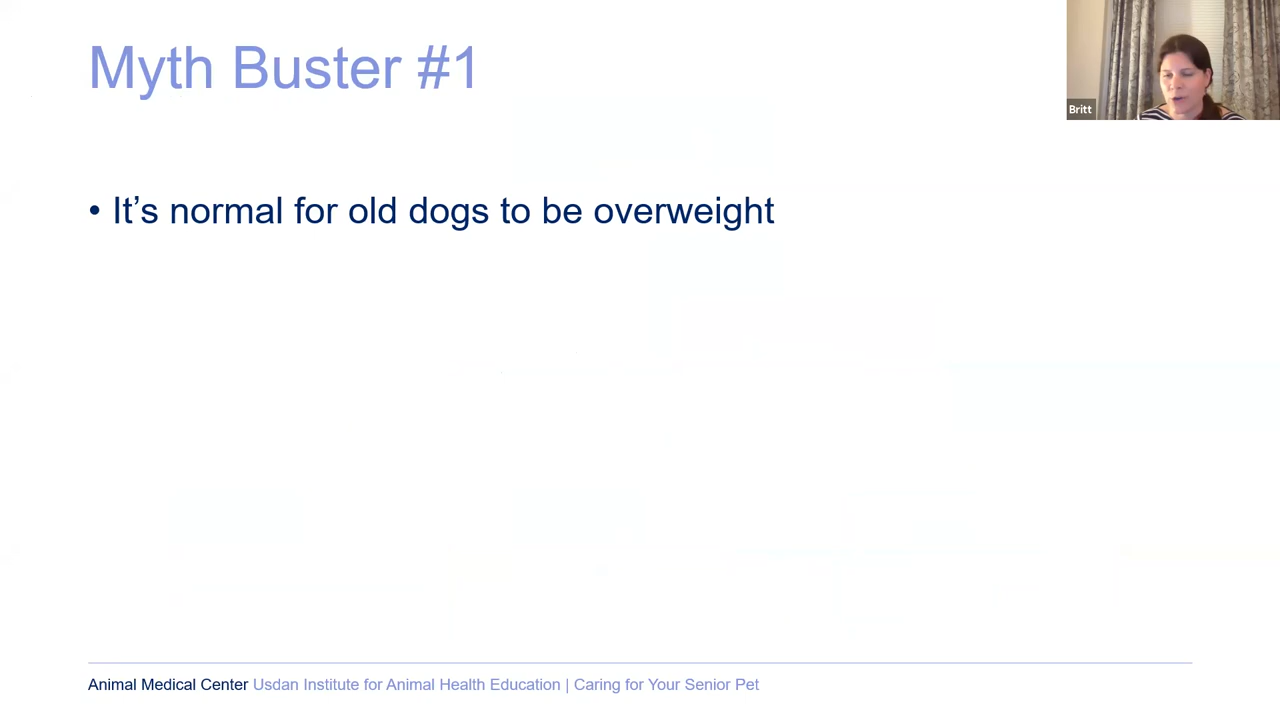 Myth Buster #1
Britt
• It’s normal for old dogs to be overweight
Animal Medical Center Usdan Institute for Animal Health Education | Caring for Your Senior Pet